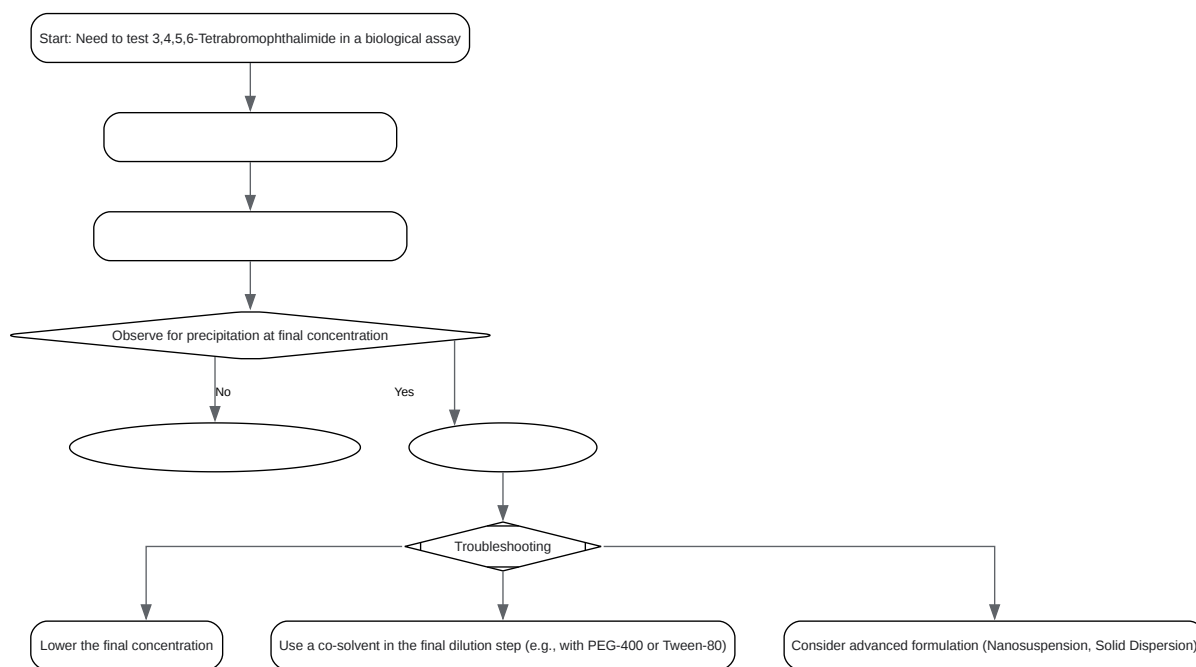 Start: Need to test 3,4,5,6-Tetrabromophthalimide in a biological assay
Observe for precipitation at final concentration
No
Yes
Troubleshooting
Lower the final concentration
Use a co-solvent in the final dilution step (e.g., with PEG-400 or Tween-80)
Consider advanced formulation (Nanosuspension, Solid Dispersion)